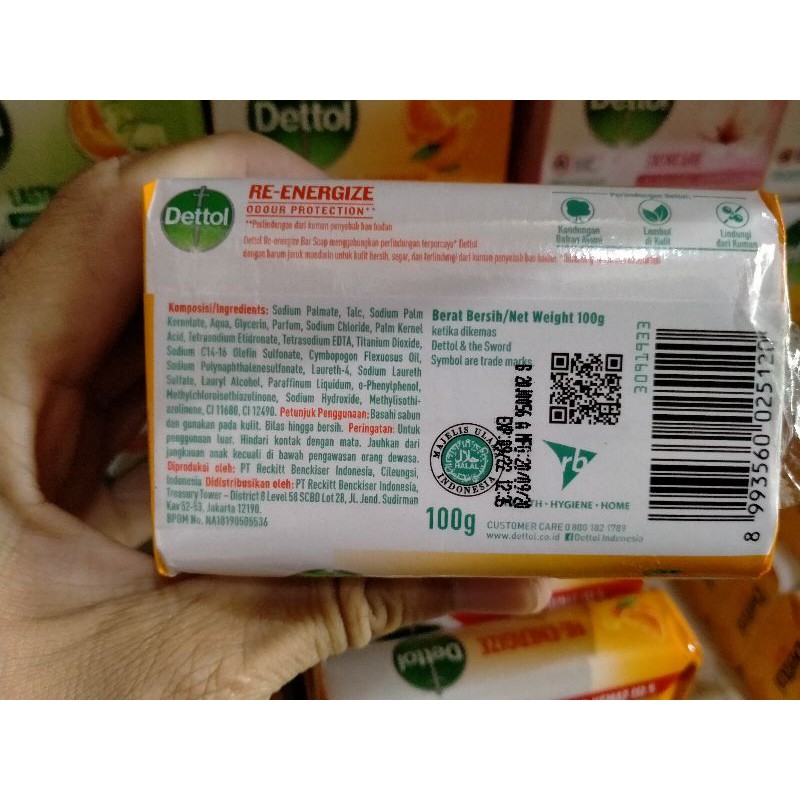 Dettol
Dettol
LAST
SKINCARE
Dettol
RE-ENERGIZE
ODOUR PROTECTION**
**Perlindungan dari kuman penyebab bau badan
Dettol Re-energize Bar Soap menggabungkan perlindungan terpercaya* Dettol
dengan harum jeruk mandarin untuk kulit bersih, segar, dan terlindungi dari kuman penyebab bau badan
Kandungan
Bahan Alami
Lembut
di Kulit
Lindungi
dari Kuman
Komposisi/Ingredients: Sodium Palmate, Talc, Sodium Palm
Kernelate, Aqua, Glycerin, Parfum, Sodium Chloride, Palm Kernel
Acid, Tetrasodium Etidronate, Tetrasodium EDTA, Titanium Dioxide,
Sodium C14-16 Olefin Sulfonate, Cymbopogon Flexuosus Oil,
Sodium Polynaphthalenesulfonate, Laureth-4, Sodium Laureth
Sulfate, Lauryl Alcohol, Paraffinum Liquidum, o-Phenylphenol,
Methylchloroisothiazolinone, Sodium Hydroxide, Methylisothi-
azolinone, CI 11680, CI 12490. Petunjuk Penggunaan: Basahi sabun
dan gunakan pada kulit. Bilas hingga bersih. Peringatan: Untuk
penggunaan luar. Hindari kontak dengan mata. Jauhkan dari
jangkauan anak kecuali di bawah pengawasan orang dewasa.
Diproduksi oleh: PT Reckitt Benckiser Indonesia, Cileungsi,
Indonesia Didistribusikan oleh: PT Reckitt Benckiser Indonesia,
Treasury Tower - District 8 Level 58 SCBD Lot 28, JL. Jend. Sudirman
Kav 52-53, Jakarta 12190.
BPOM No. NA18190505536
Berat Bersih/Net Weight 100g
ketika dikemas
Dettol & the Sword
Symbol are trade marks
MAJELIS ULAMA
HALAL
INDONESIA
100g
rb
HYGIENE • HOME
CUSTOMER CARE 0 800 182 1789
www.dettol.co.id Dettol Indonesia
3091933
8 993560 02512
Dettol
RE-ENERGIZE
Dettol